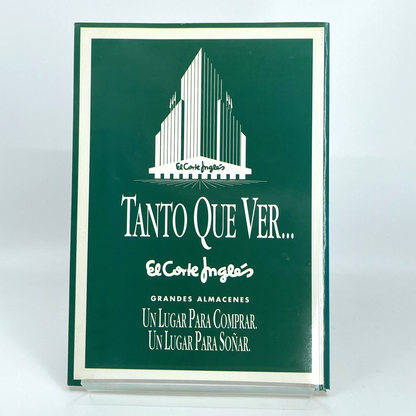 El Corte Inglés
TANTO QUE VER...
El Corte Inglés
GRANDES ALMACENES
UN LUGAR PARA COMPRAR.
UN LUGAR PARA SOÑAR.